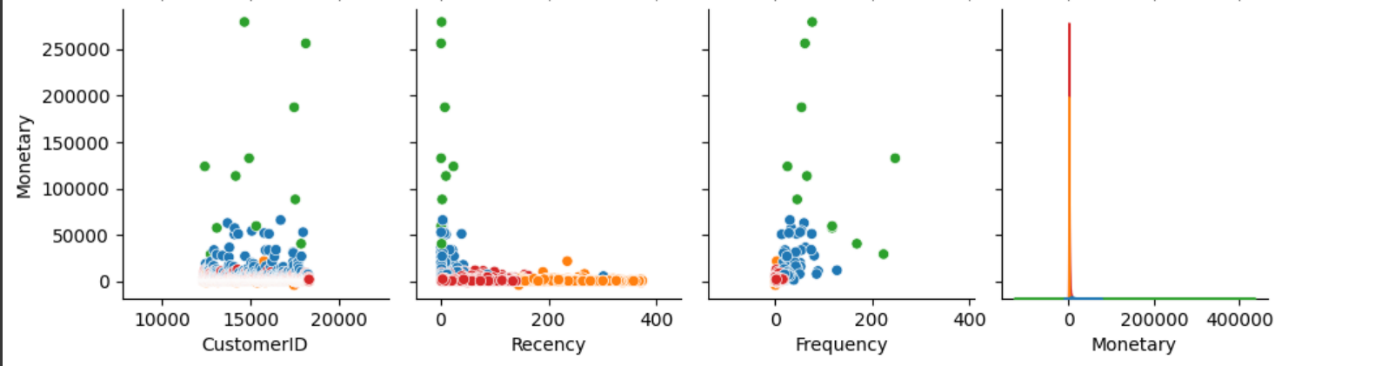 Monetary
250000
200000
150000
100000
50000
0
10000 15000 20000
0 200 400
0 200 400
0 200000 400000
CustomerID
Recency
Frequency
Monetary